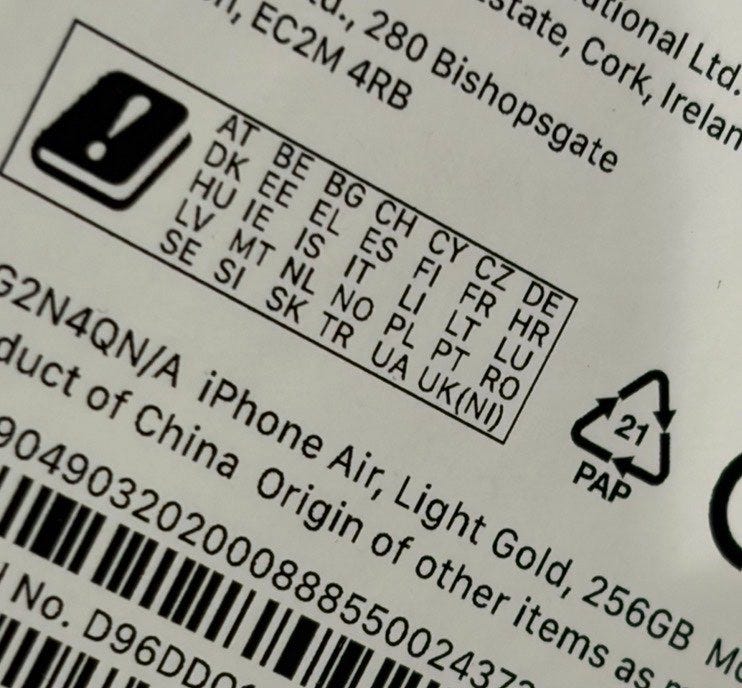 Ltd.
state, Cork,
280 Bishopsgate
EC2M 4RB
AT BE BG CH CY CZ DE
DK EE EL ES FI FR HR
HU IE IS IT LI LT LU
LV MT NL NO PL PT RO
SE SI SK TR UA UK(NI)
21
PAP
G2N4QN/A iPhone Air, Light Gold, 256GB
of China Origin of other items as
9049032020008885500243
No. D96DD